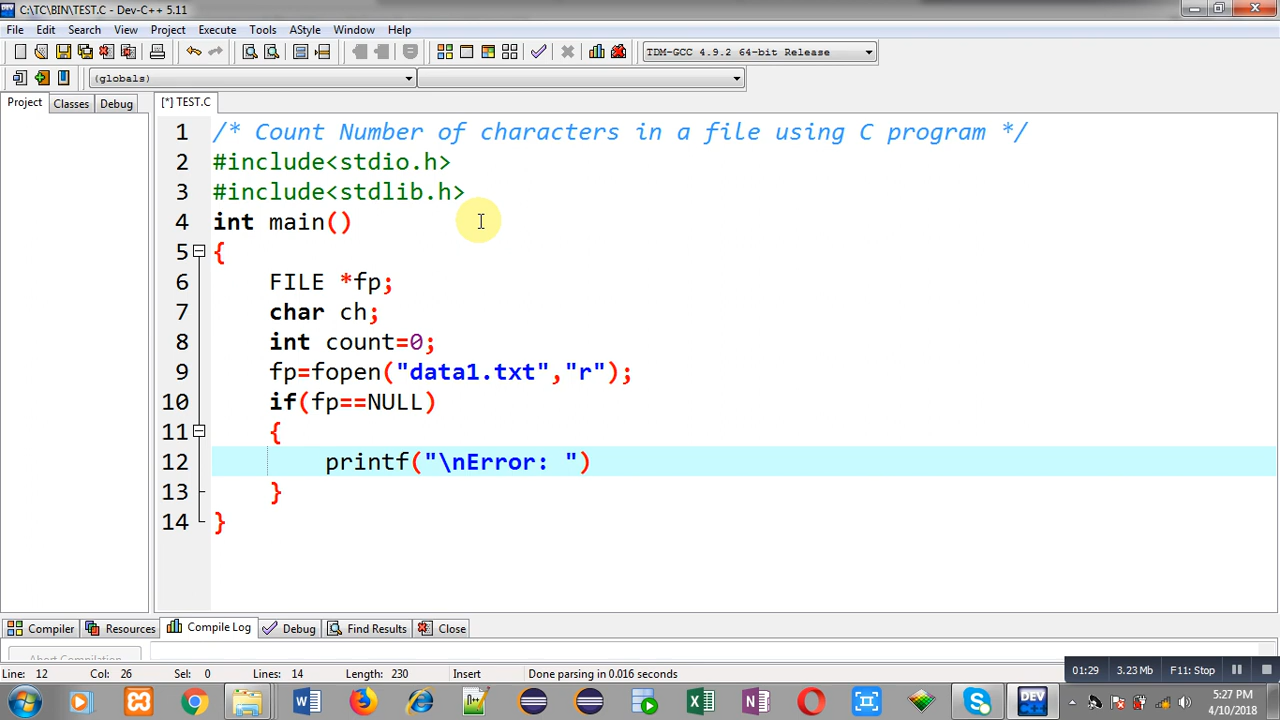 C:\TC\BIN\TEST.C - Dev-C++ 5.11
File Edit Search View Project Execute Tools AStyle Window Help
TDM-GCC 4.9.2 64-bit Release
(globals)
Project Classes Debug [*] TEST.C
1 /* Count Number of characters in a file using C program */
2 #include<stdio.h>
3 #include<stdlib.h>
4 int main()
5 {
6 FILE *fp;
7 char ch;
8 int count=0;
9 fp=fopen("data1.txt","r");
10 if(fp==NULL)
11 {
12 printf("\nError: ")
13 }
14 }
Compiler Resources Compile Log Debug Find Results Close
Abort Compilation
Line: 12 Col: 26 Sel: 0 Lines: 14 Length: 230 Insert Done parsing in 0.016 seconds
01:29 3.23 Mb F11: Stop
DEV
5:27 PM
4/10/2018